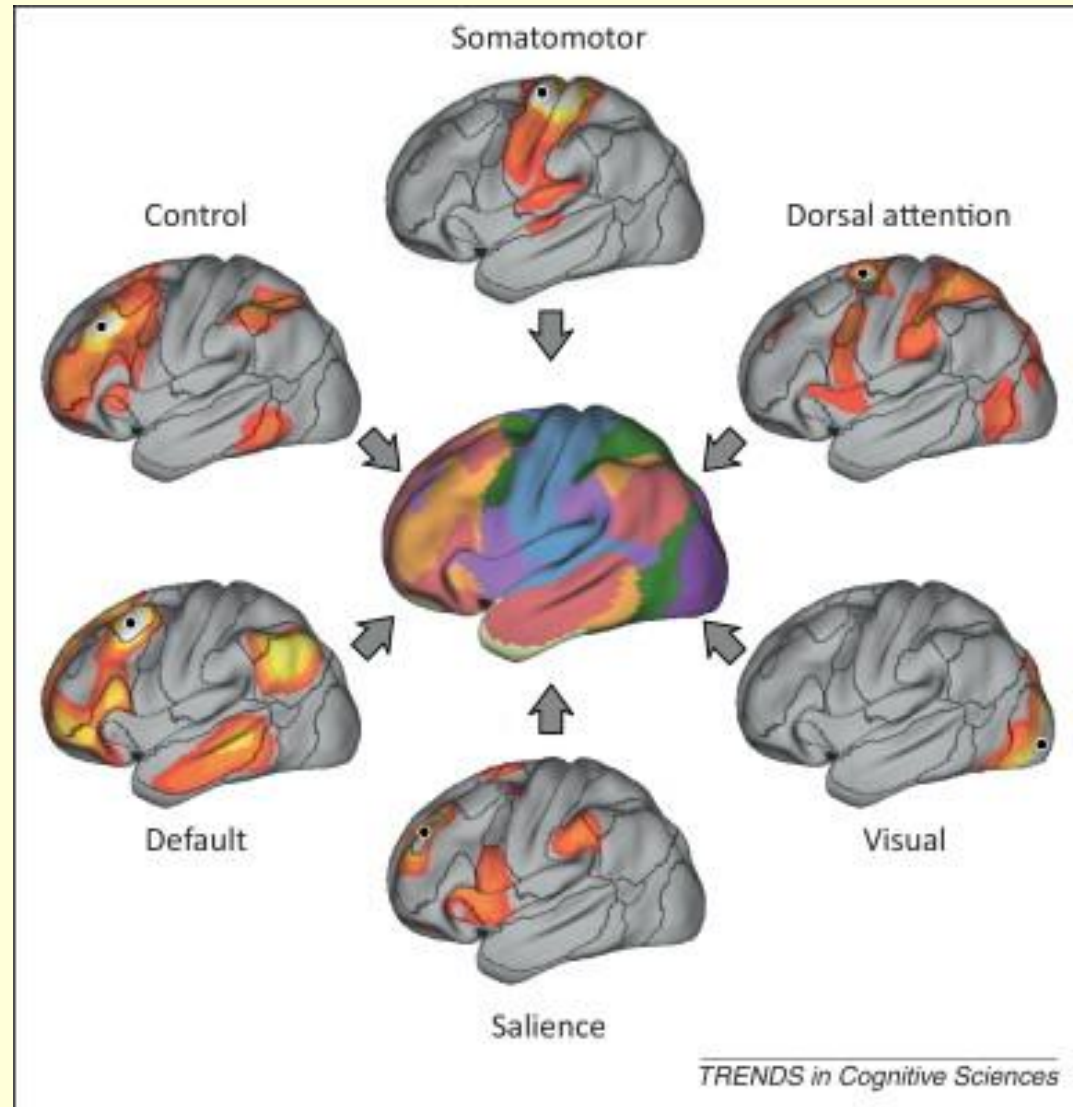 Somatomotor
Control
Dorsal attention
Default
Visual
Salience
TRENDS in Cognitive Sciences